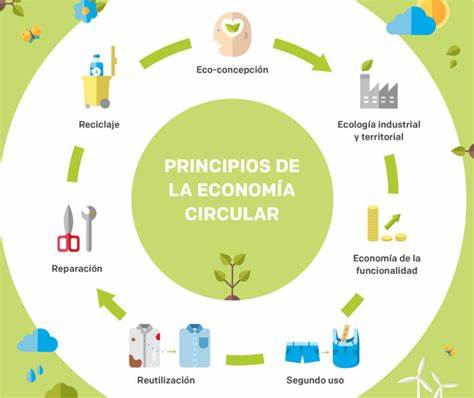 Eco-concepción
Ecología industrial
y territorial
Economía de la
funcionalidad
Segundo uso
Reutilización
Reparación
Reciclaje
PRINCIPIOS DE
LA ECONOMÍA
CIRCULAR